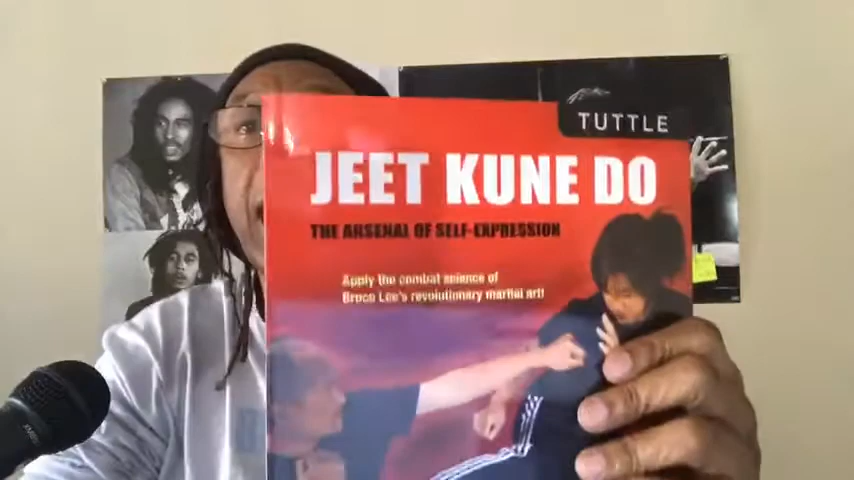 TUTTLE
JEET KUNE DO
THE ARSENAL OF SELF-EXPRESSION
Apply the combat science of
Bruce Lee's revolutionary martial art!